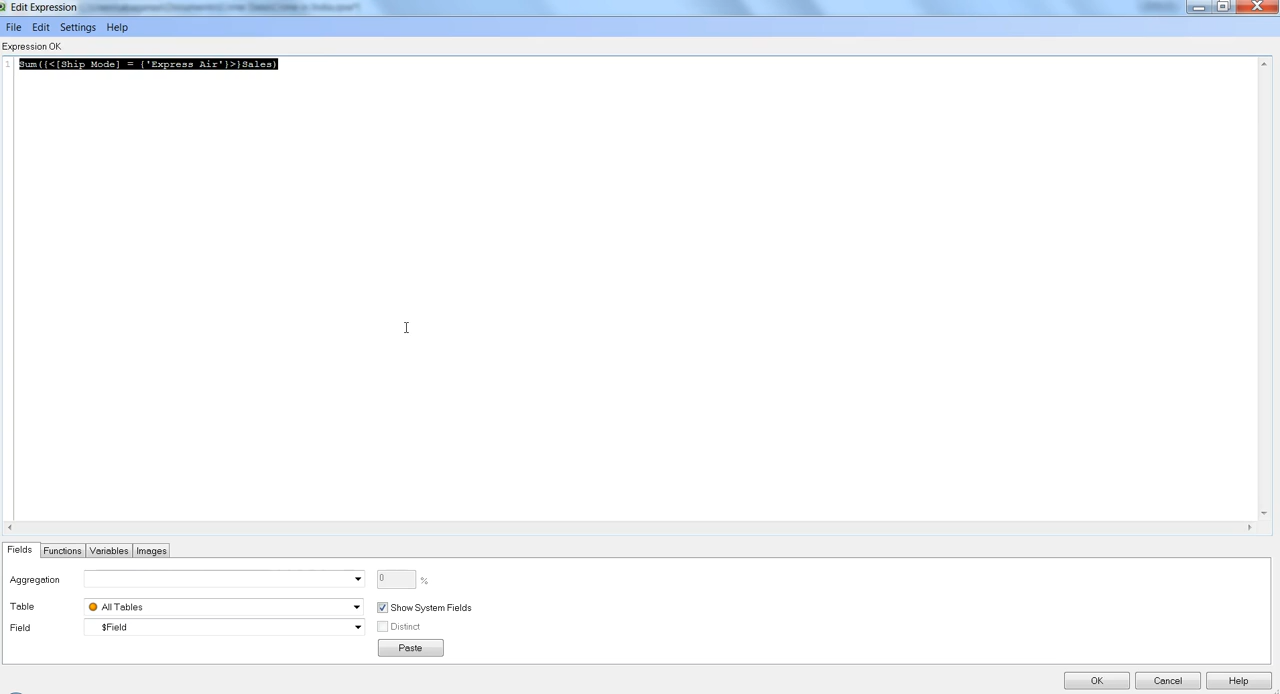 Edit Expression
File Edit Settings Help
Expression OK
1 Sum({<[Ship Mode] = {'Express Air'}>}Sales)
Fields Functions Variables Images
Aggregation 0 %
Table All Tables Show System Fields
Field $Field Distinct
Paste
OK Cancel Help